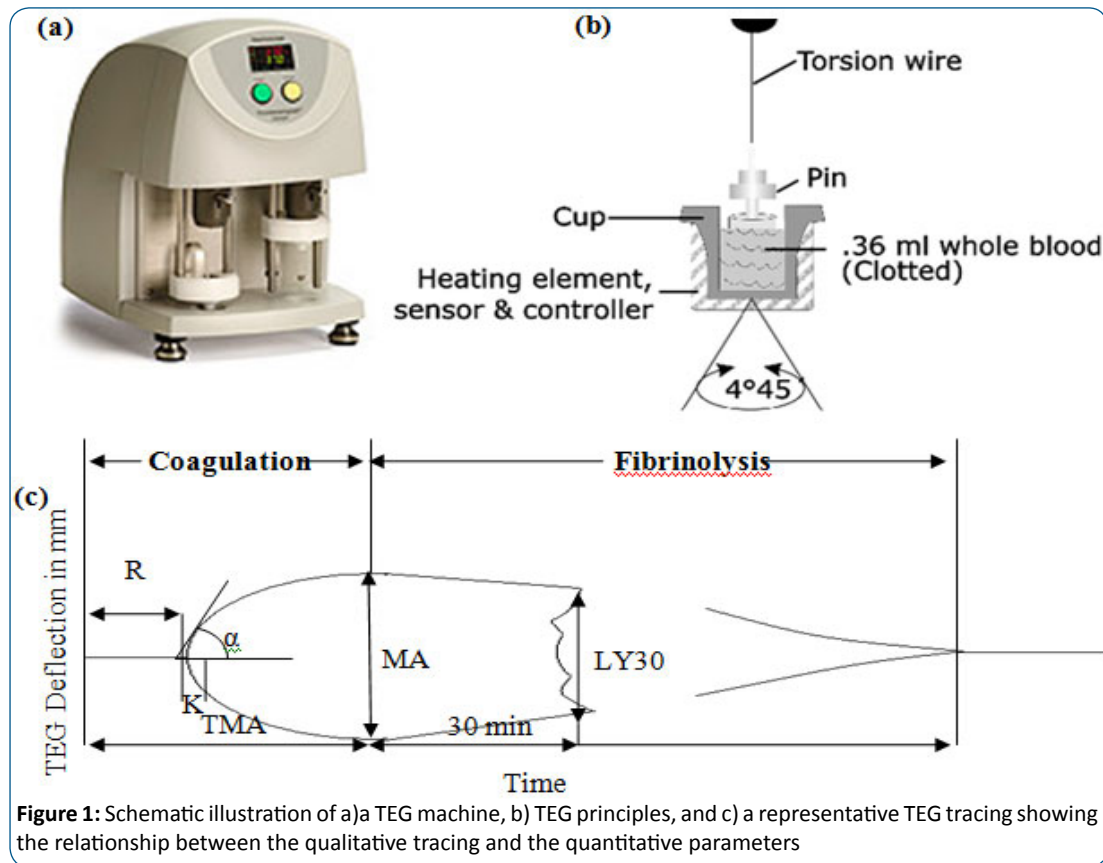 (a)
(b)
Torsion wire
Pin
Cup
.36 ml whole blood
(Clotted)
Heating element,
sensor & controller
4°45
Coagulation
Fibrinolysis
(c)
TEG Deflection in mm
R
α
K
TMA
MA
LY30
30 min
Time
Figure 1: Schematic illustration of a)a TEG machine, b) TEG principles, and c) a representative TEG tracing showing
the relationship between the qualitative tracing and the quantitative parameters